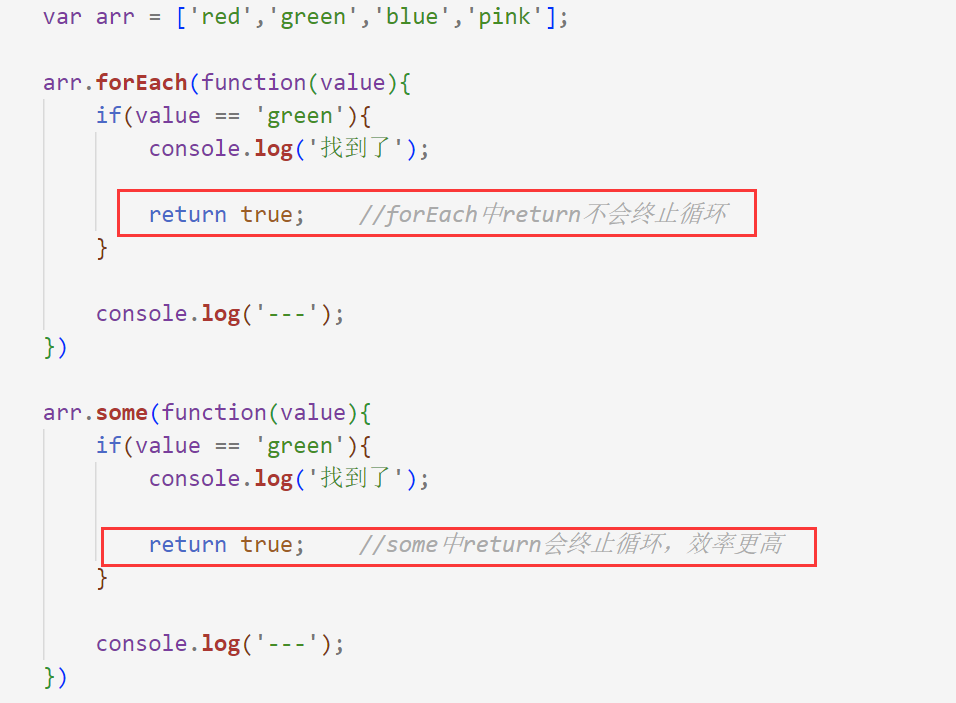 var arr = ['red','green','blue','pink'];
arr.forEach(function(value){
if(value == 'green'){
console.log('找到了');
return true; //forEach中return不会终止循环
}
console.log('---');
})
arr.some(function(value){
if(value == 'green'){
console.log('找到了');
return true; //some中return会终止循环，效率更高
}
console.log('---');
})